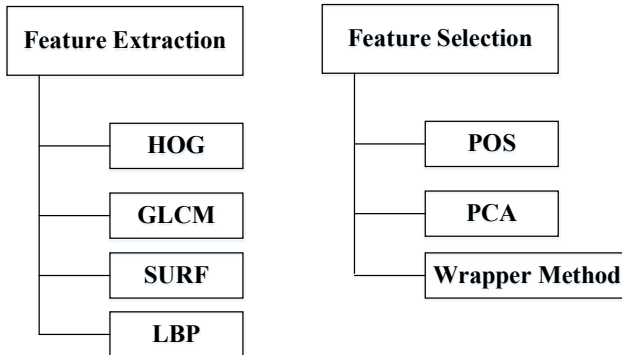 Feature Extraction
HOG
GLCM
SURF
LBP
Feature Selection
POS
PCA
Wrapper Method